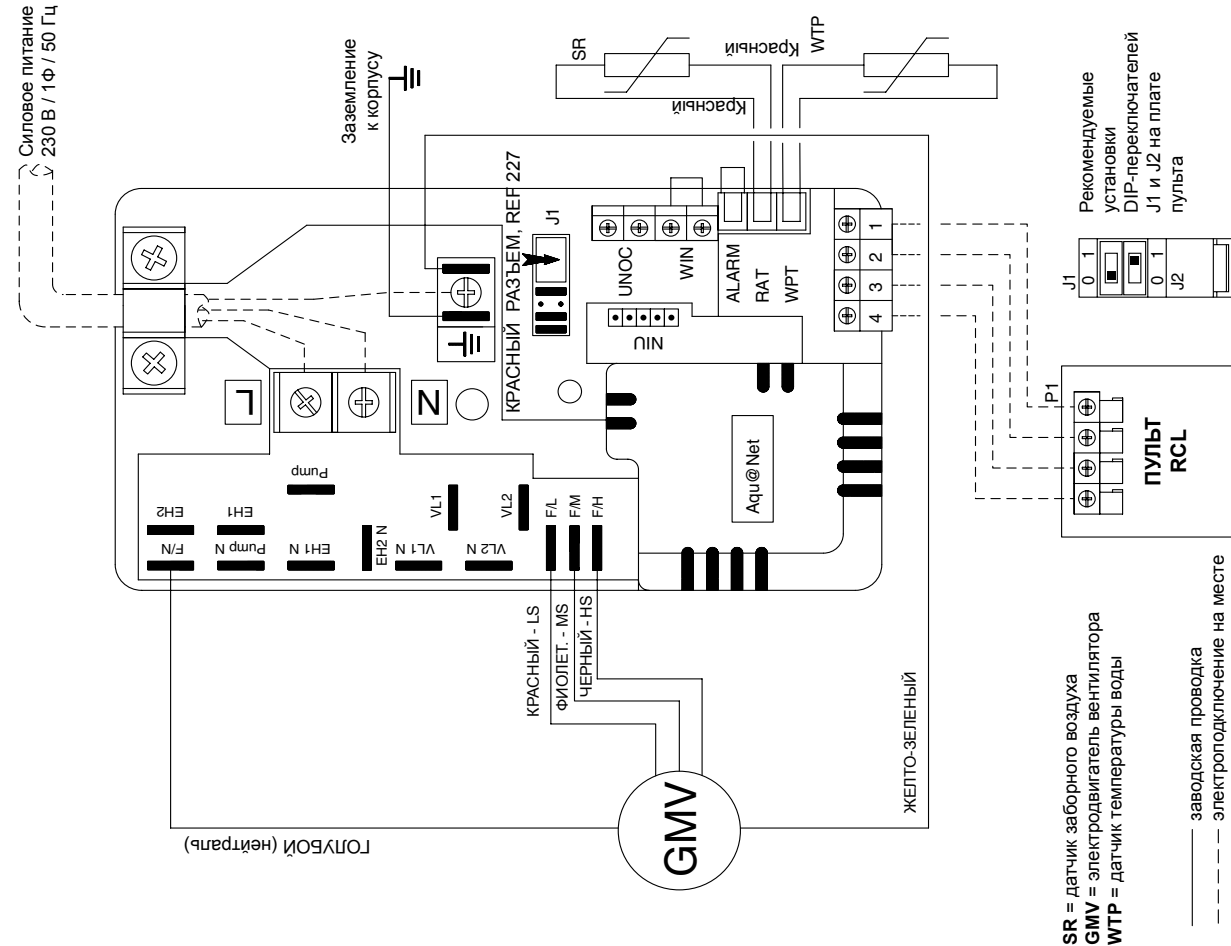 Силовое питание
230 В / 1Ф / 50 Гц
Заземление
к корпусу
SR
Красный
Красный
WTP
КРАСНЫЙ РАЗЪЕМ, REF 227
J1
L
N
UNOC
WIN
ALARM
RAT
WPT
NIU
1
2
3
4
Aqu@Net
EH2
EH1
Pump
F/N
Pump N
EH1 N
EH2 N
VL1
VL1 N
VL2
VL2 N
F/L
F/M
F/H
КРАСНЫЙ - LS
ФИОЛЕТ. - MS
ЧЕРНЫЙ - HS
GMV
ГОЛУБОЙ (нейтраль)
ЖЕЛТО-ЗЕЛЕНЫЙ
P1
ПУЛЬТ
RCL
J1
0 1
0 1
J2
Рекомендуемые
установки
DIP-переключателей
J1 и J2 на плате
пульта
SR = датчик заборного воздуха
GMV = электродвигатель вентилятора
WTP = датчик температуры воды
заводская проводка
электроподключение на месте